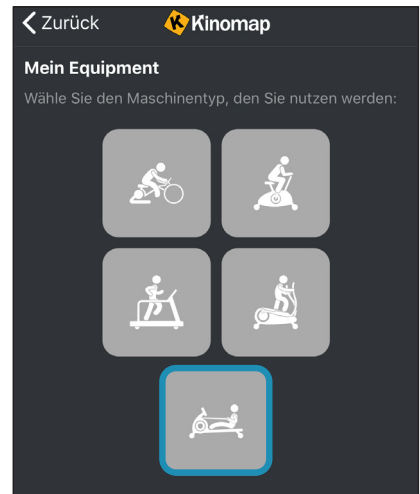 Zurück
Kinomap
Mein Equipment
Wähle Sie den Maschinentyp, den Sie nutzen werden: